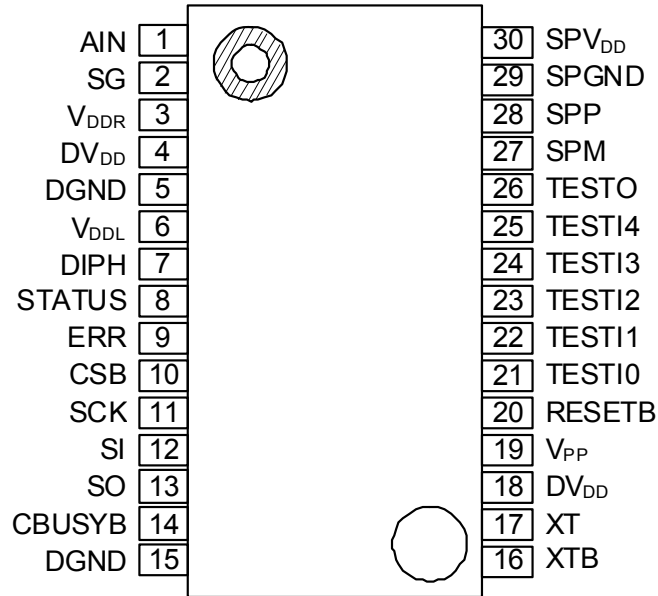 AIN 1 30 SPVDD
SG 2 29 SPGND
VDDR 3 28 SPP
DVDD 4 27 SPM
DGND 5 26 TESTO
VDDL 6 25 TESTI4
DIPH 7 24 TESTI3
STATUS 8 23 TESTI2
ERR 9 22 TESTI1
CSB 10 21 TESTI0
SCK 11 20 RESETB
SI 12 19 VPP
SO 13 18 DVDD
CBUSYB 14 17 XT
DGND 15 16 XTB